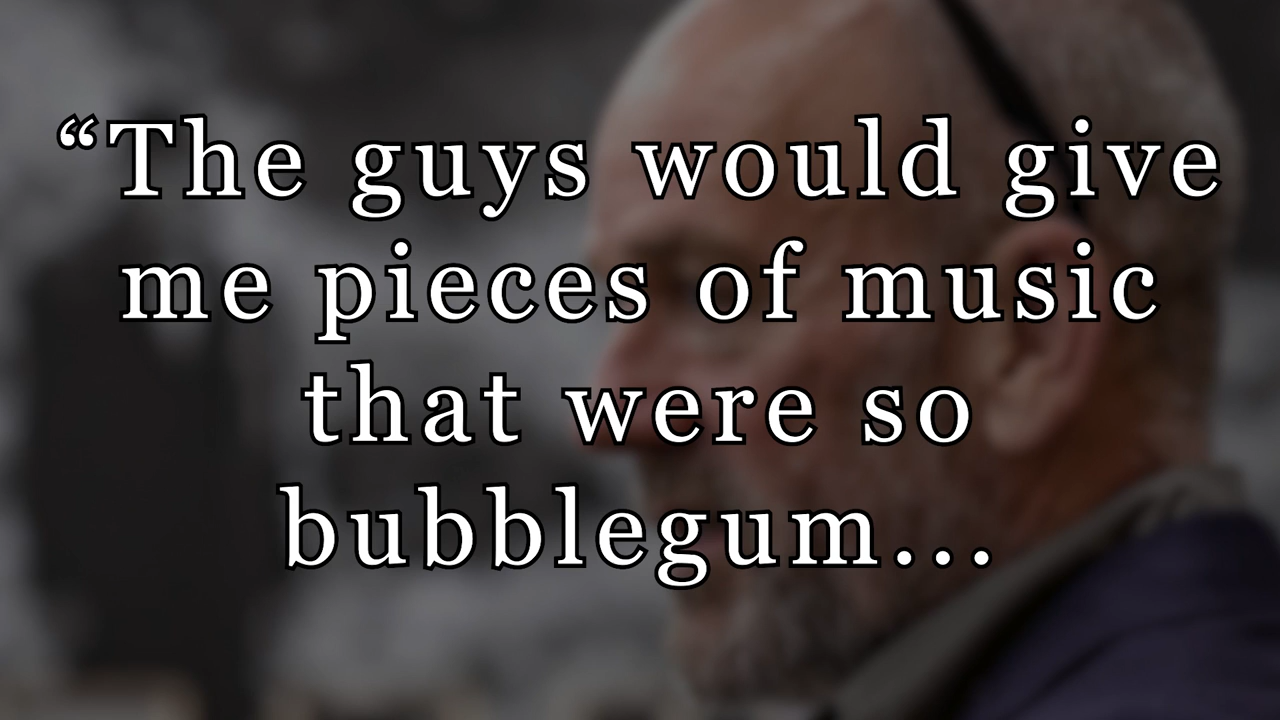 “The guys would give
me pieces of music
that were so
bubblegum...